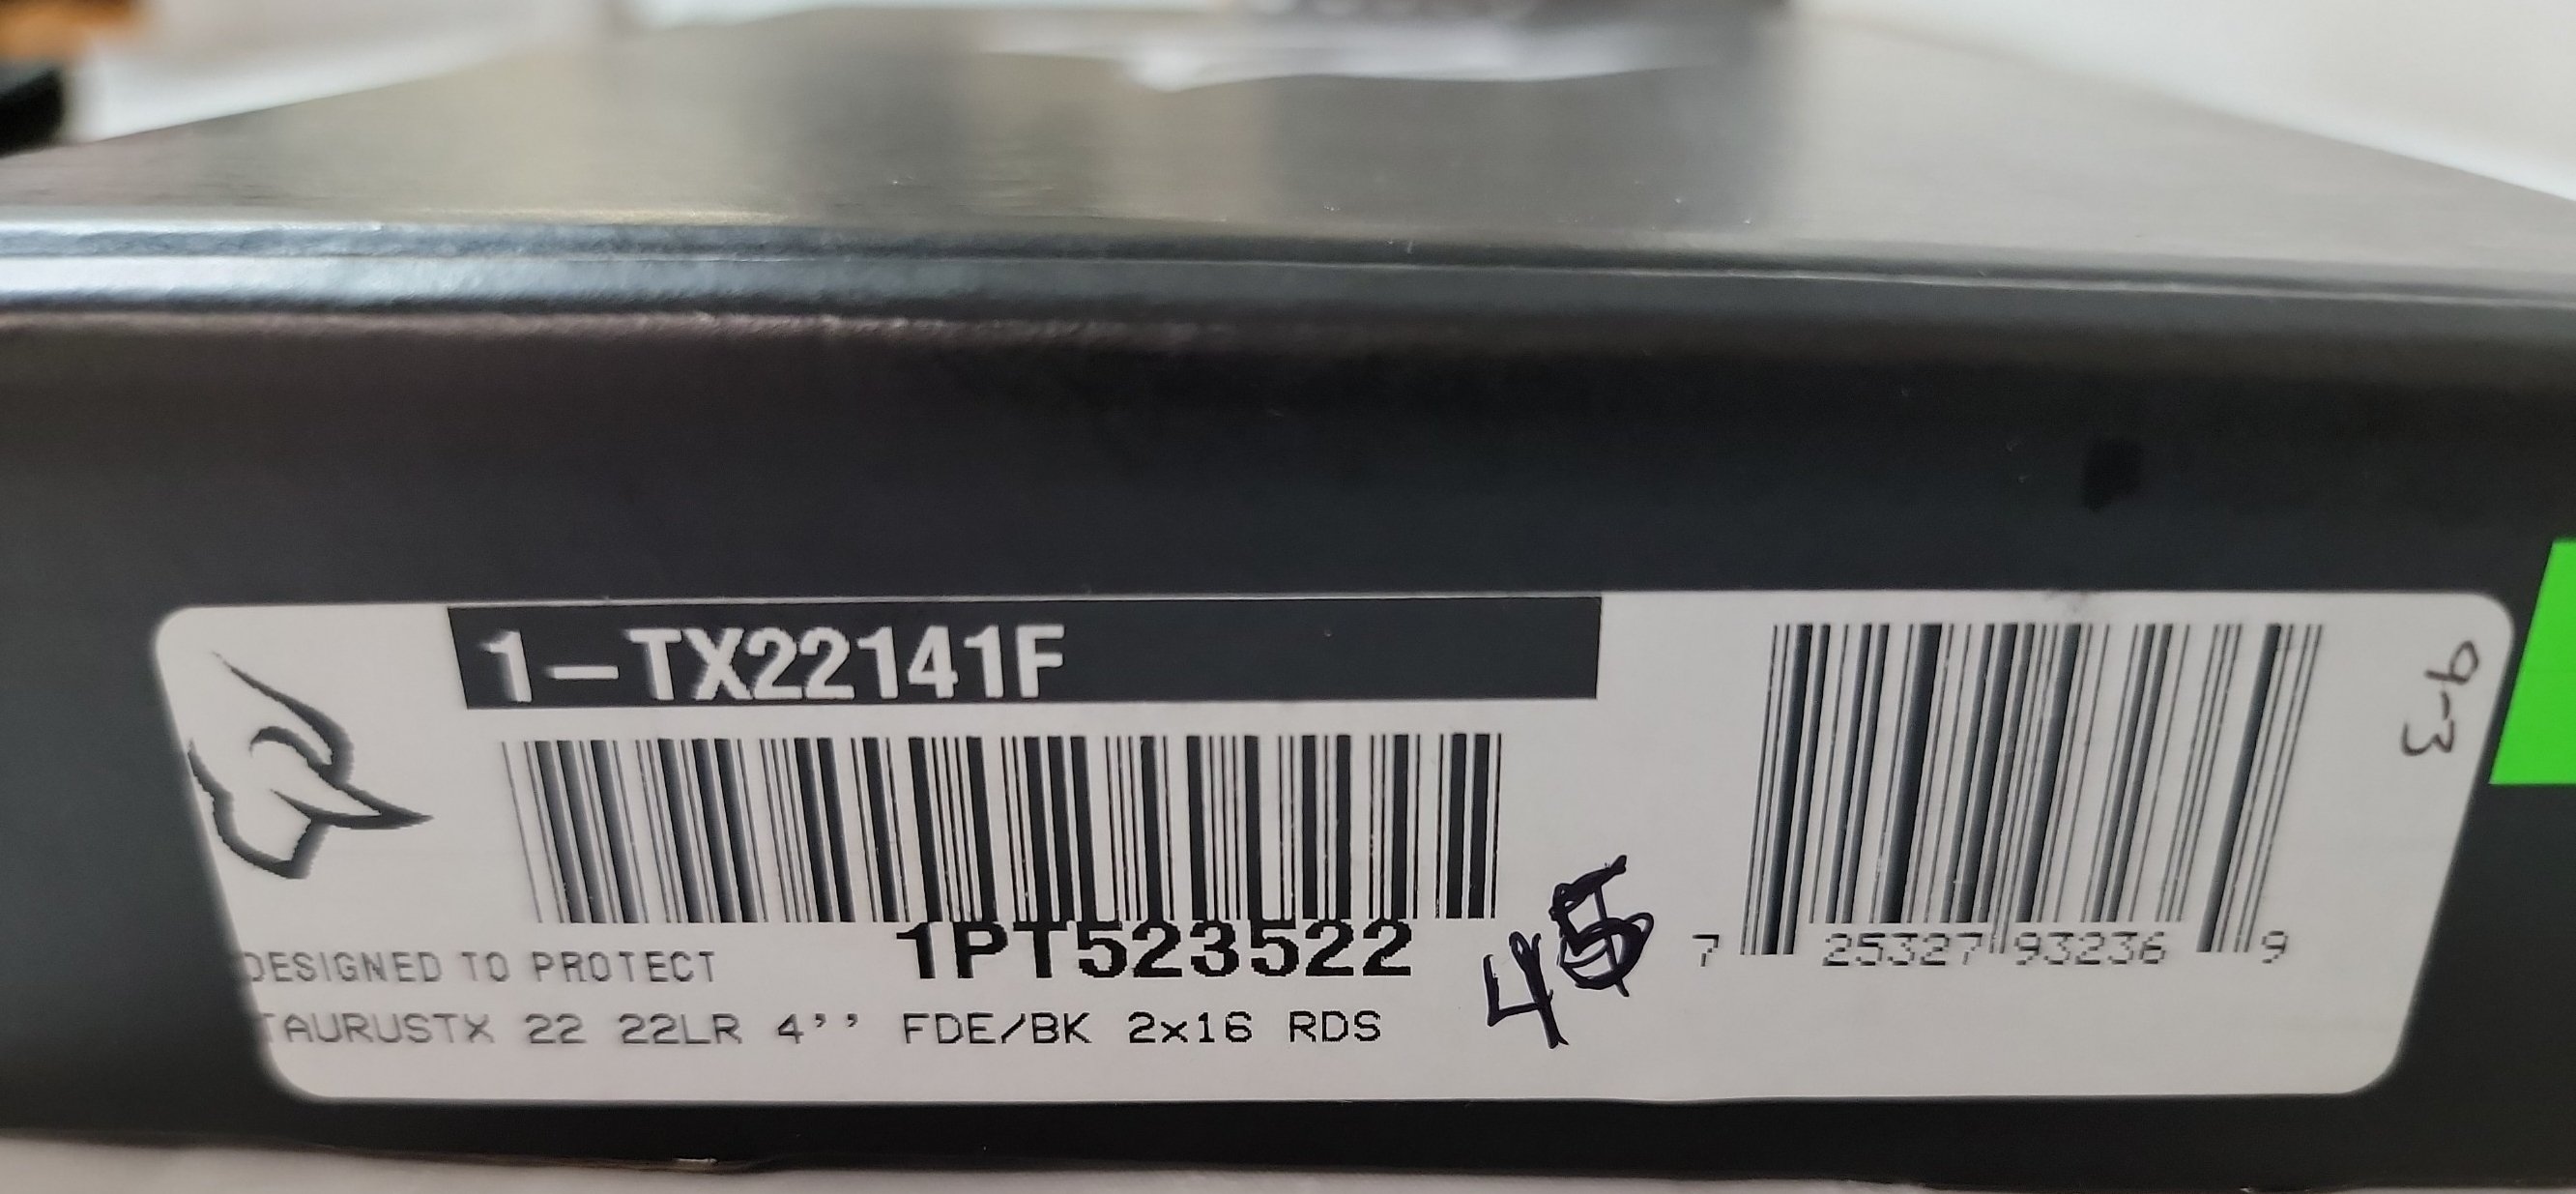 1-TX22141F
1PT523522
DESIGNED TO PROTECT
TAURUSTX 22 22LR 4'' FDE/BK 2x16 RDS
45
7 25327 93236 9
9-3